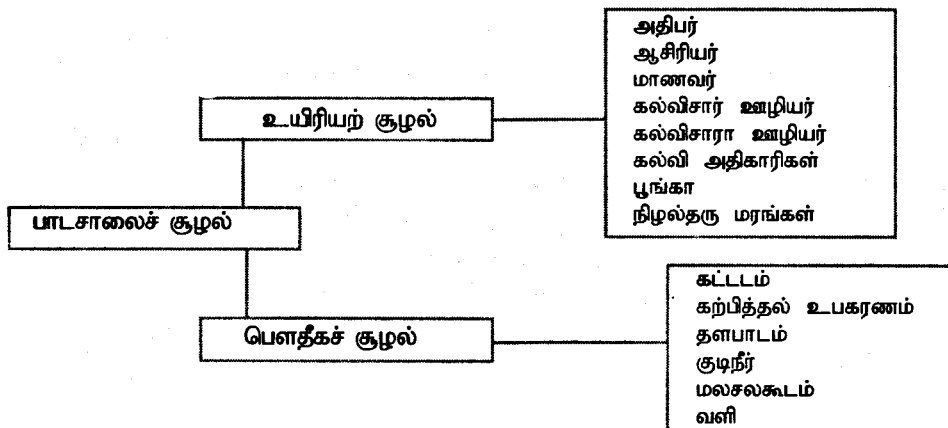 அதிபர்
ஆசிரியர்
மாணவர்
கல்விசார் ஊழியர்
கல்விசாரா ஊழியர்
கல்வி அதிகாரிகள்
பூங்கா
நிழல்தரு மரங்கள்
உயிரியற் சூழல்
பாடசாலைச் சூழல்
பௌதீகச் சூழல்
கட்டடம்
கற்பித்தல் உபகரணம்
தளபாடம்
குடிநீர்
மலசலகூடம்
வளி